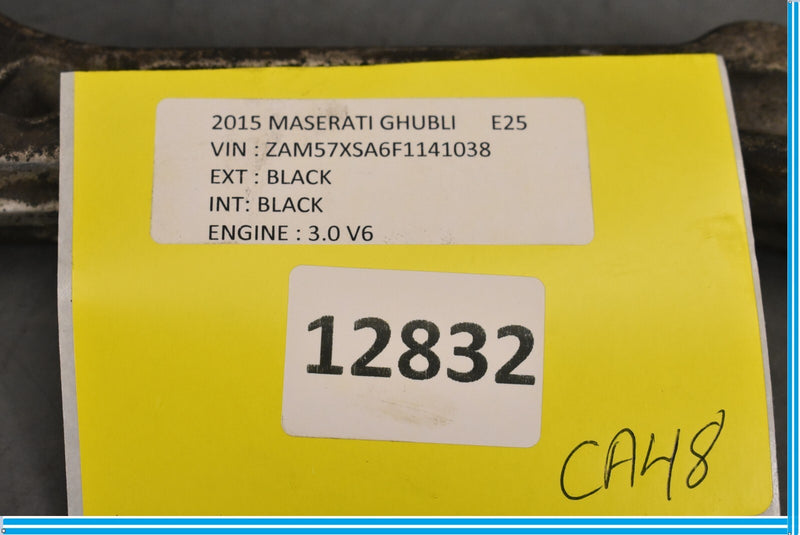 2015 MASERATI GHUBLI E25
VIN : ZAM57XSA6F1141038
EXT : BLACK
INT: BLACK
ENGINE : 3.0 V6
12832
CA48